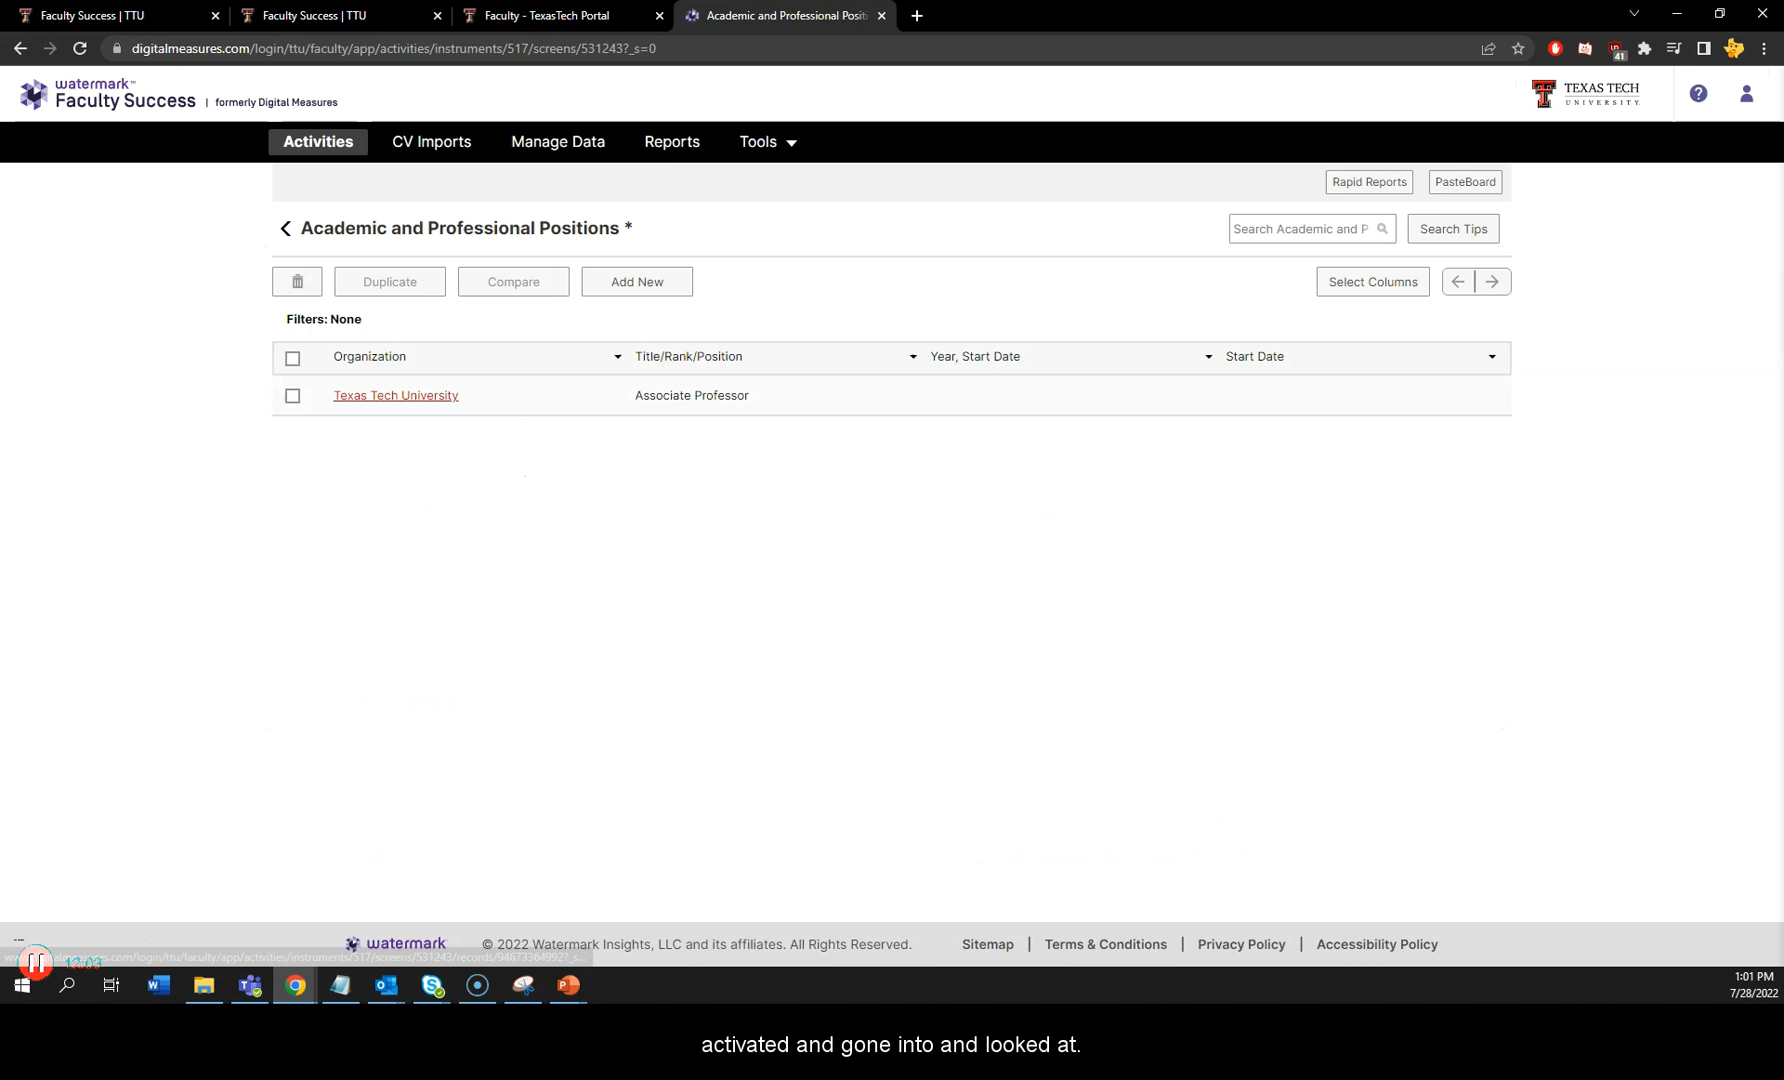 Faculty Success | TTU
Faculty Success | TTU
Faculty - TexasTech Portal
Academic and Professional Positi
digitalmeasures.com/login/ttu/faculty/app/activities/instruments/517/screens/531243?_s=0
41
watermark™
Faculty Success | formerly Digital Measures
TEXAS TECH
UNIVERSITY.
Activities
CV Imports
Manage Data
Reports
Tools
Rapid Reports
PasteBoard
Academic and Professional Positions *
Search Academic and P
Search Tips
Duplicate
Compare
Add New
Select Columns
Filters: None
Organization
Title/Rank/Position
Year, Start Date
Start Date
Texas Tech University
Associate Professor
watermark
© 2022 Watermark Insights, LLC and its affiliates. All Rights Reserved.
Sitemap | Terms & Conditions | Privacy Policy | Accessibility Policy
12:03
1:01 PM
7/28/2022
activated and gone into and looked at.